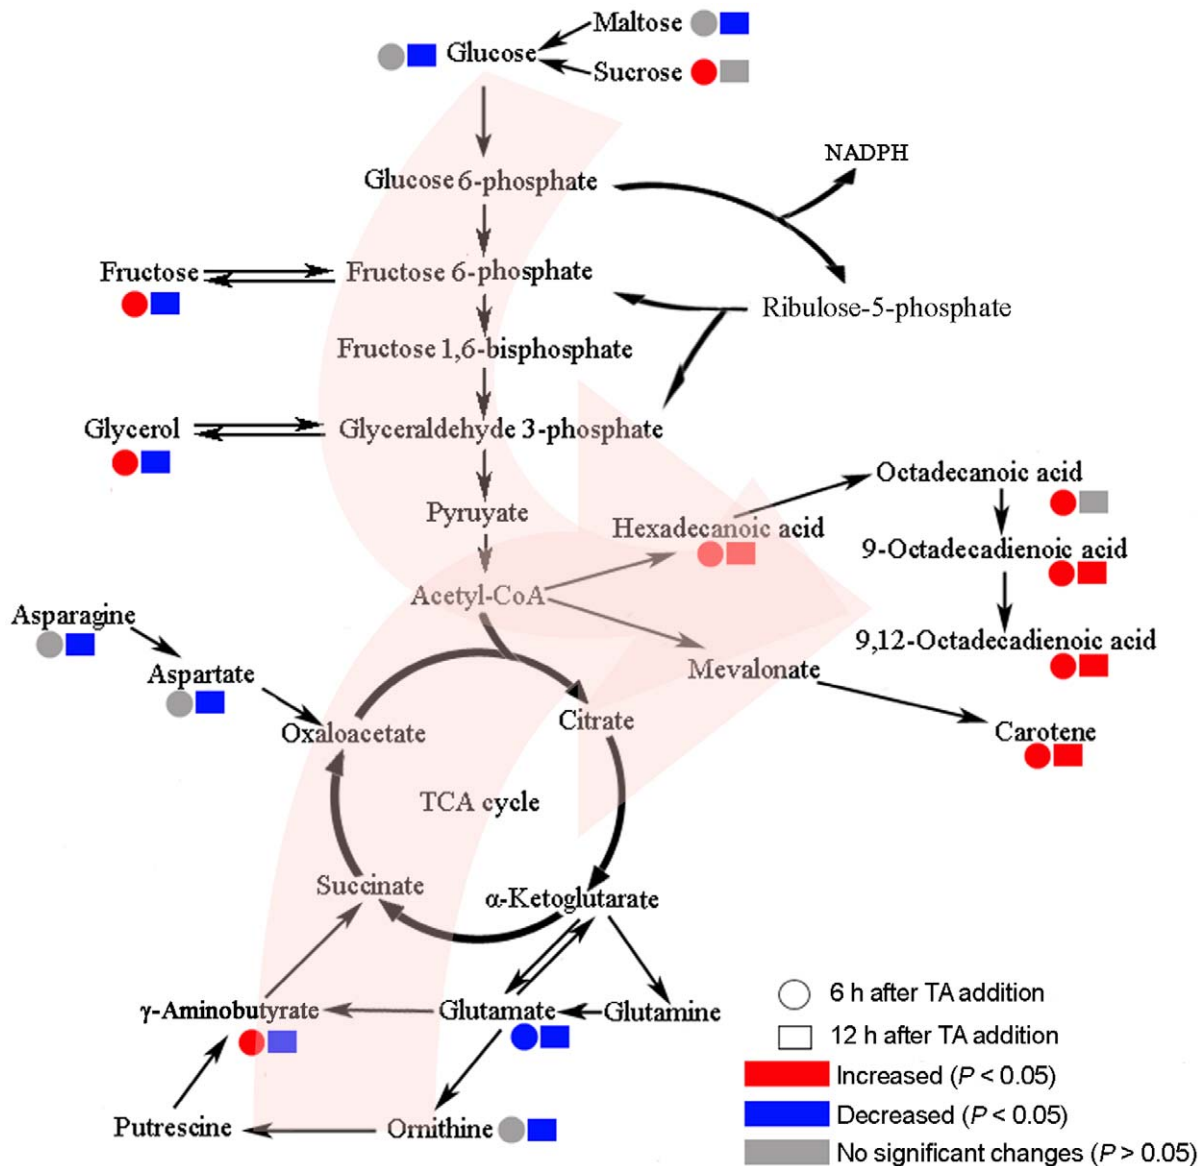 Maltose
Glucose
Sucrose
NADPH
Glucose 6-phosphate
Fructose
Fructose 6-phosphate
Ribulose-5-phosphate
Fructose 1,6-bisphosphate
Glycerol
Glyceraldehyde 3-phosphate
Octadecanoic acid
Pyruyate
Hexadecanoic acid
9-Octadecadienoic acid
Acetyl-CoA
Asparagine
9,12-Octadecadienoic acid
Aspartate
Mevalonate
Oxaloacetate
Citrate
Carotene
TCA cycle
Succinate
α-Ketoglutarate
γ-Aminobutyrate
Glutamate
Glutamine
Putrescine
Ornithine
6 h after TA addition
12 h after TA addition
Increased (P < 0.05)
Decreased (P < 0.05)
No significant changes (P > 0.05)